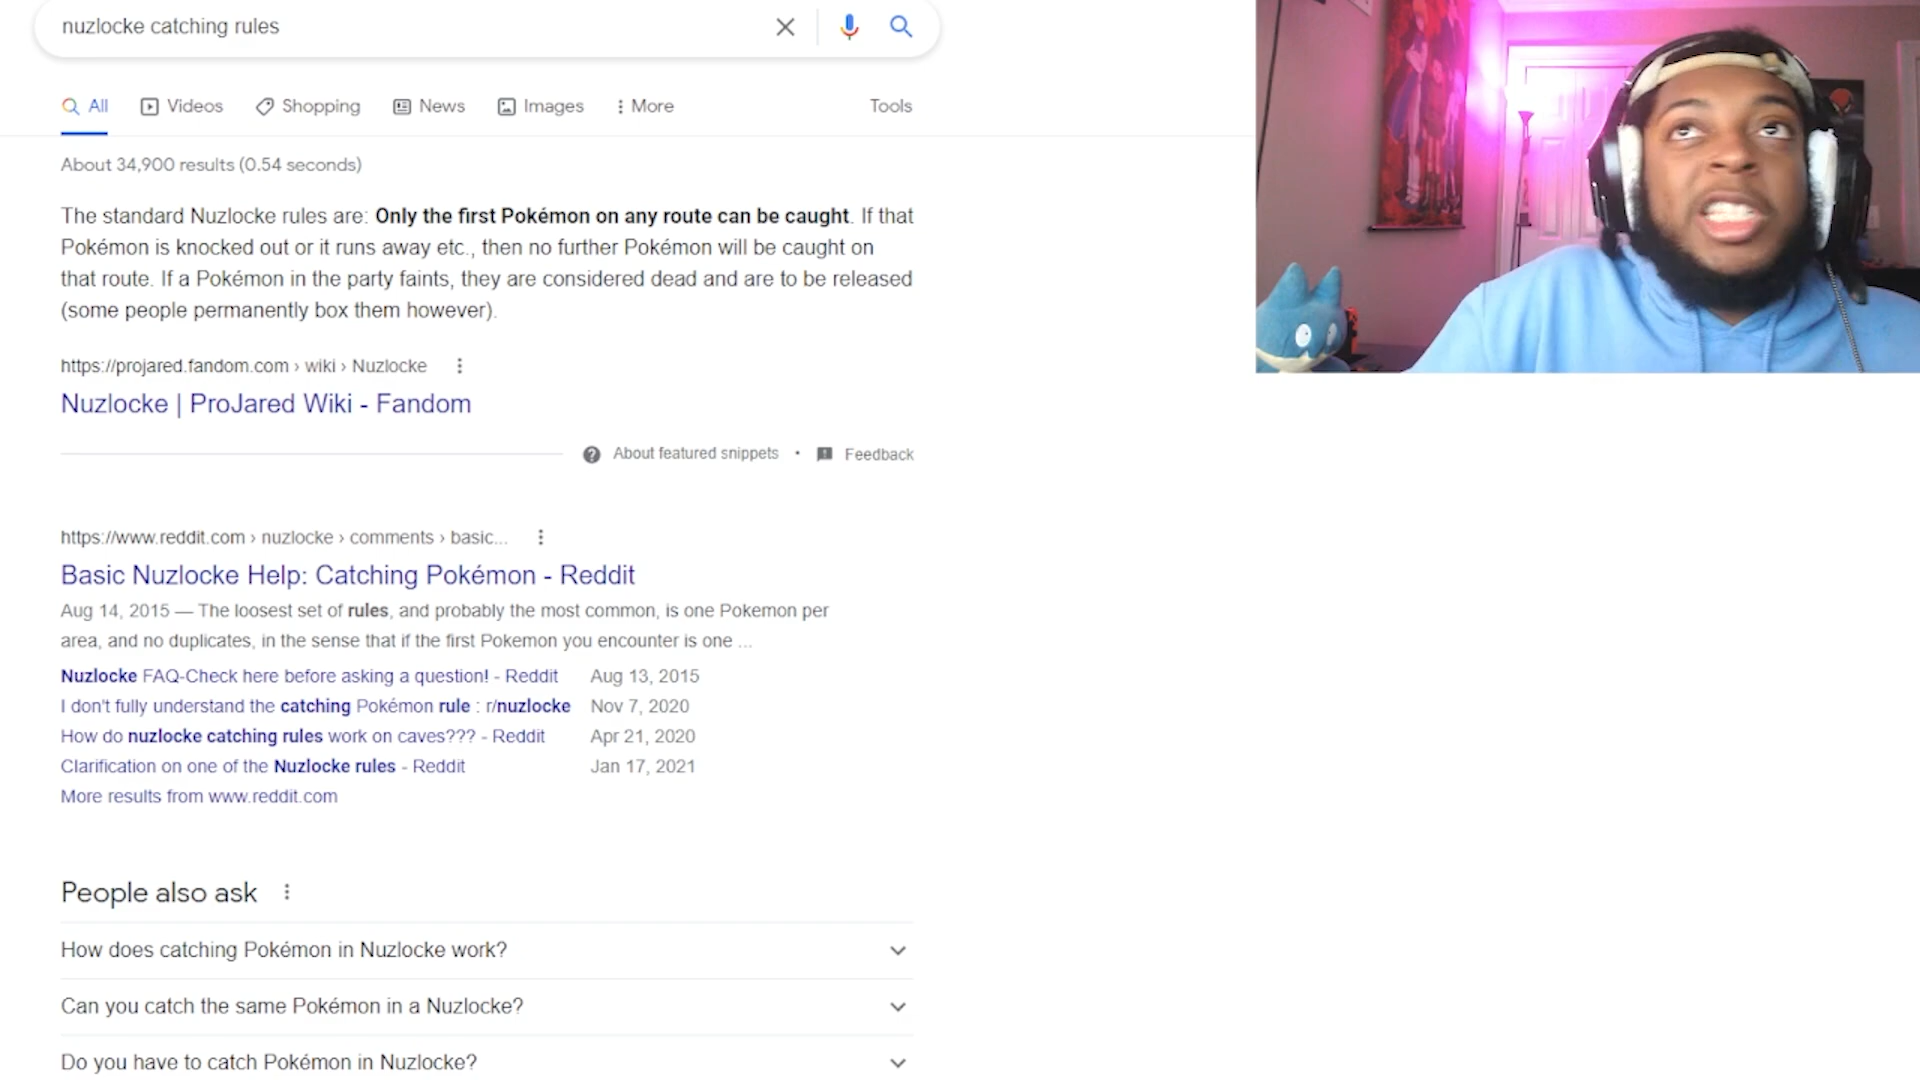 nuzlocke catching rules
All Videos Shopping News Images More Tools
About 34,900 results (0.54 seconds)
The standard Nuzlocke rules are: Only the first Pokémon on any route can be caught. If that
Pokémon is knocked out or it runs away etc., then no further Pokémon will be caught on
that route. If a Pokémon in the party faints, they are considered dead and are to be released
(some people permanently box them however).
https://projared.fandom.com › wiki › Nuzlocke
Nuzlocke | ProJared Wiki - Fandom
About featured snippets • Feedback
https://www.reddit.com › nuzlocke › comments › basic...
Basic Nuzlocke Help: Catching Pokémon - Reddit
Aug 14, 2015 — The loosest set of rules, and probably the most common, is one Pokemon per
area, and no duplicates, in the sense that if the first Pokemon you encounter is one ...
Nuzlocke FAQ-Check here before asking a question! - Reddit Aug 13, 2015
I don't fully understand the catching Pokémon rule : r/nuzlocke Nov 7, 2020
How do nuzlocke catching rules work on caves??? - Reddit Apr 21, 2020
Clarification on one of the Nuzlocke rules - Reddit Jan 17, 2021
More results from www.reddit.com
People also ask
How does catching Pokémon in Nuzlocke work?
Can you catch the same Pokémon in a Nuzlocke?
Do you have to catch Pokémon in Nuzlocke?